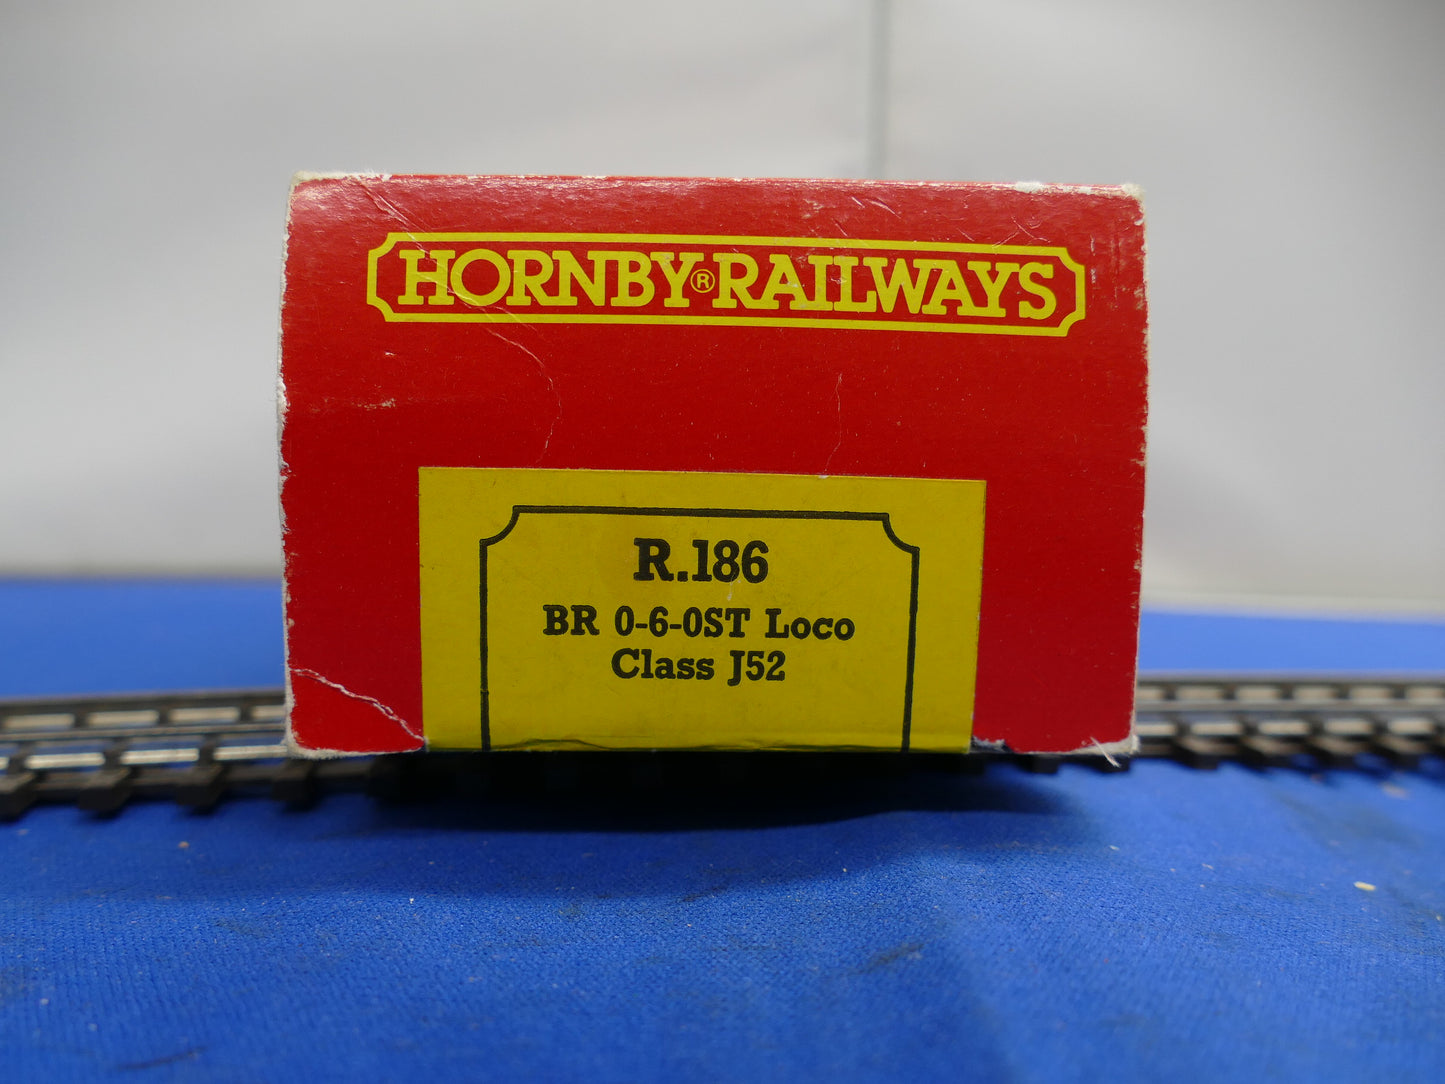 HORNBY®RAILWAYS
R.186
BR 0-6-0ST Loco
Class J52